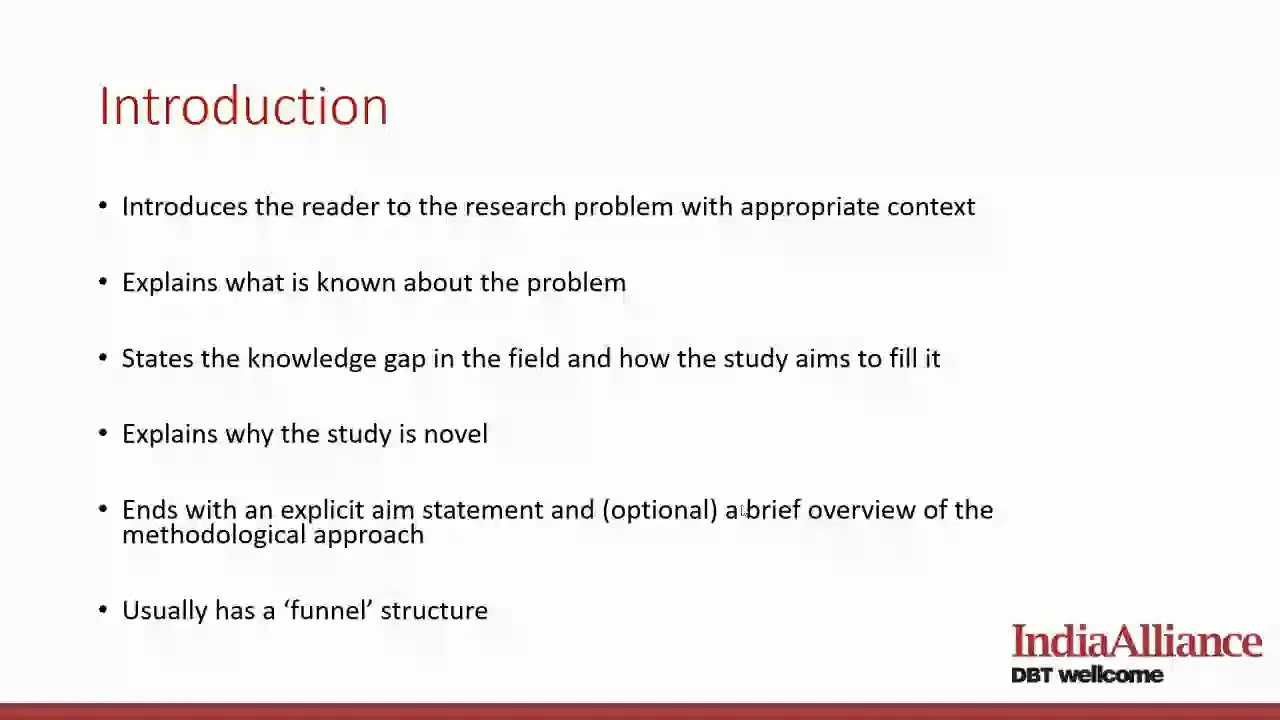 Introduction
• Introduces the reader to the research problem with appropriate context
• Explains what is known about the problem
• States the knowledge gap in the field and how the study aims to fill it
• Explains why the study is novel
• Ends with an explicit aim statement and (optional) a brief overview of the
methodological approach
• Usually has a ‘funnel’ structure
IndiaAlliance
DBT wellcome